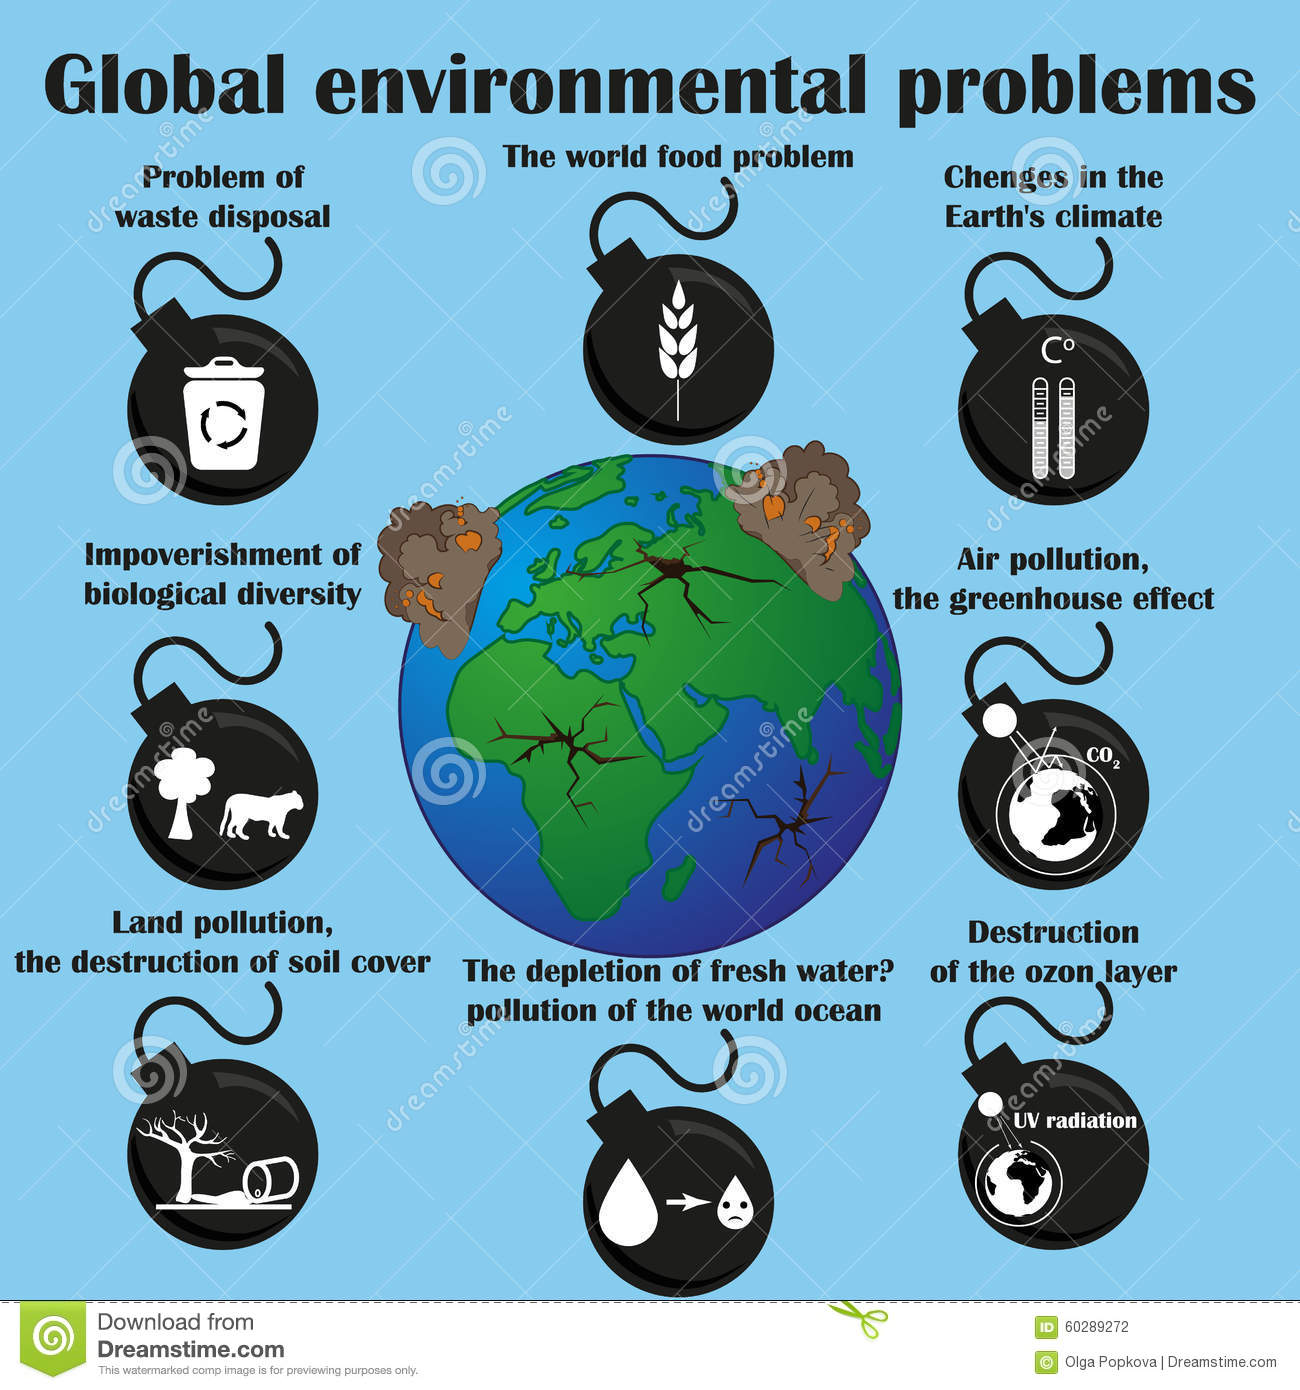 Global environmental problems
The world food problem
Problem of
waste disposal
Chenges in the
Earth's climate
C°
Impoverishment of
biological diversity
Air pollution,
the greenhouse effect
CO2
Land pollution,
the destruction of soil cover
The depletion of fresh water?
pollution of the world ocean
Destruction
of the ozon layer
UV radiation
dreamstime
Download from
Dreamstime.com
This watermarked comp image is for previewing purposes only.
ID 60289272
© Olga Popkova | Dreamstime.com